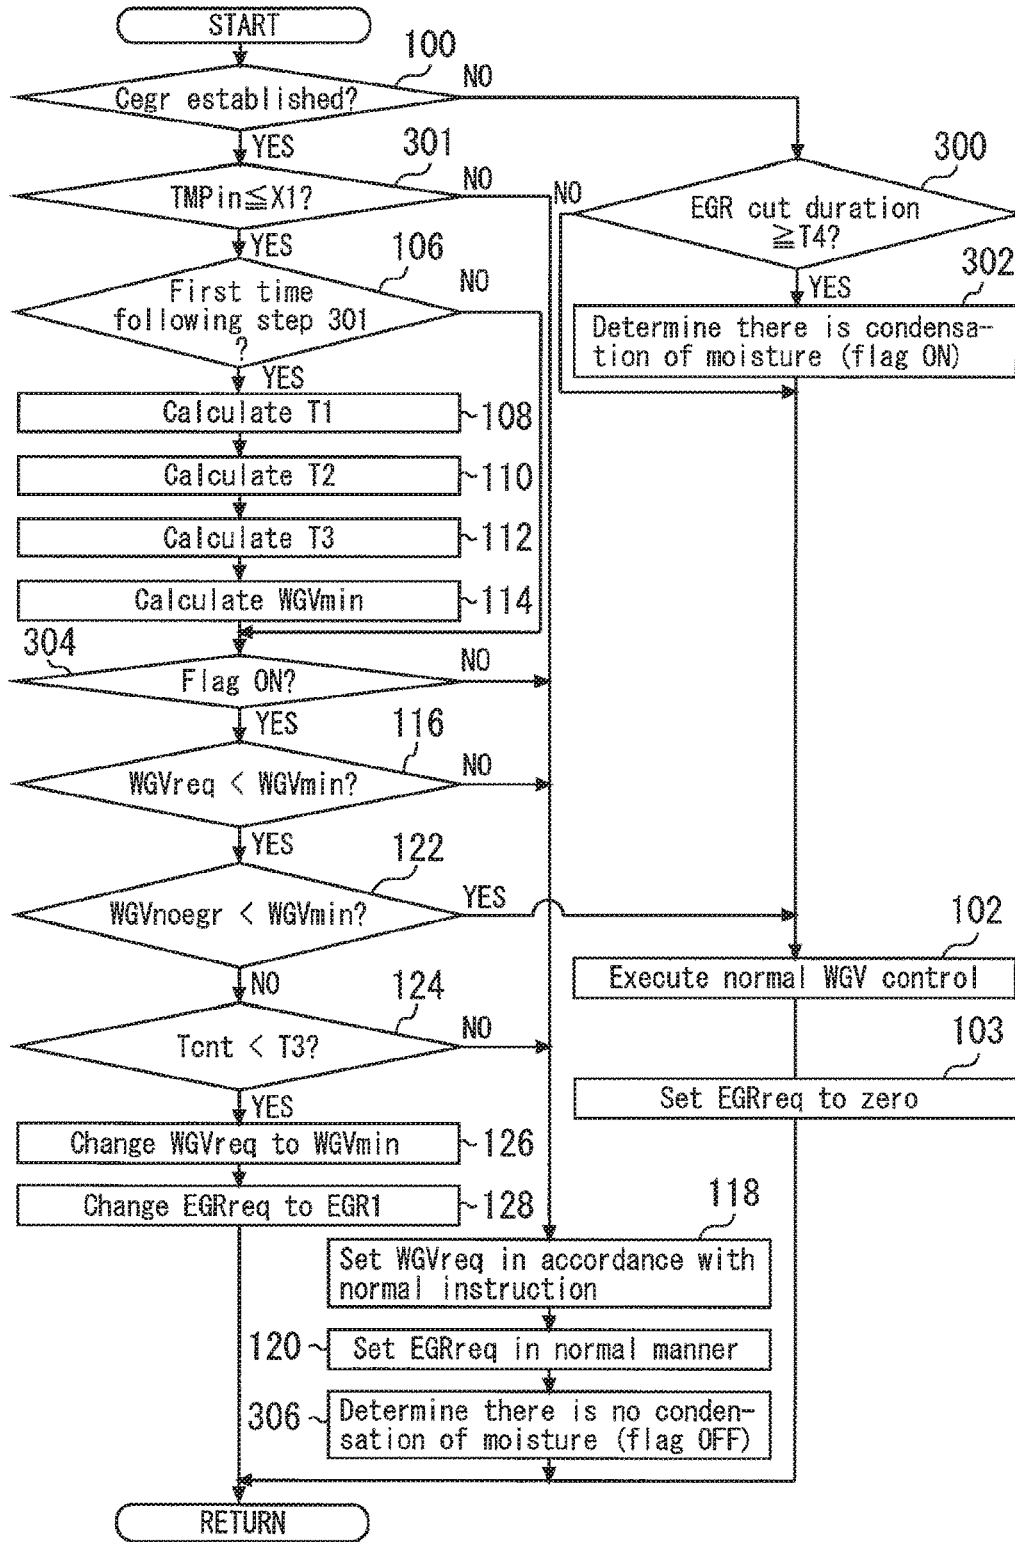 START
100
Cegr established?
NO
YES
301
TMPin≦X1?
NO
YES
300
NO
EGR cut duration
≧T4?
YES
302
Determine there is condensa-
tion of moisture (flag ON)
106
First time
following step 301
?
NO
YES
Calculate T1
108
Calculate T2
110
Calculate T3
112
Calculate WGVmin
114
304
Flag ON?
NO
YES
116
WGVreq < WGVmin?
NO
YES
122
WGVnoegr < WGVmin?
YES
NO
102
Execute normal WGV control
103
Set EGRreq to zero
124
Tcnt < T3?
NO
YES
Change WGVreq to WGVmin
126
Change EGRreq to EGR1
128
118
Set WGVreq in accordance with
normal instruction
120
Set EGRreq in normal manner
306
Determine there is no conden-
sation of moisture (flag OFF)
RETURN